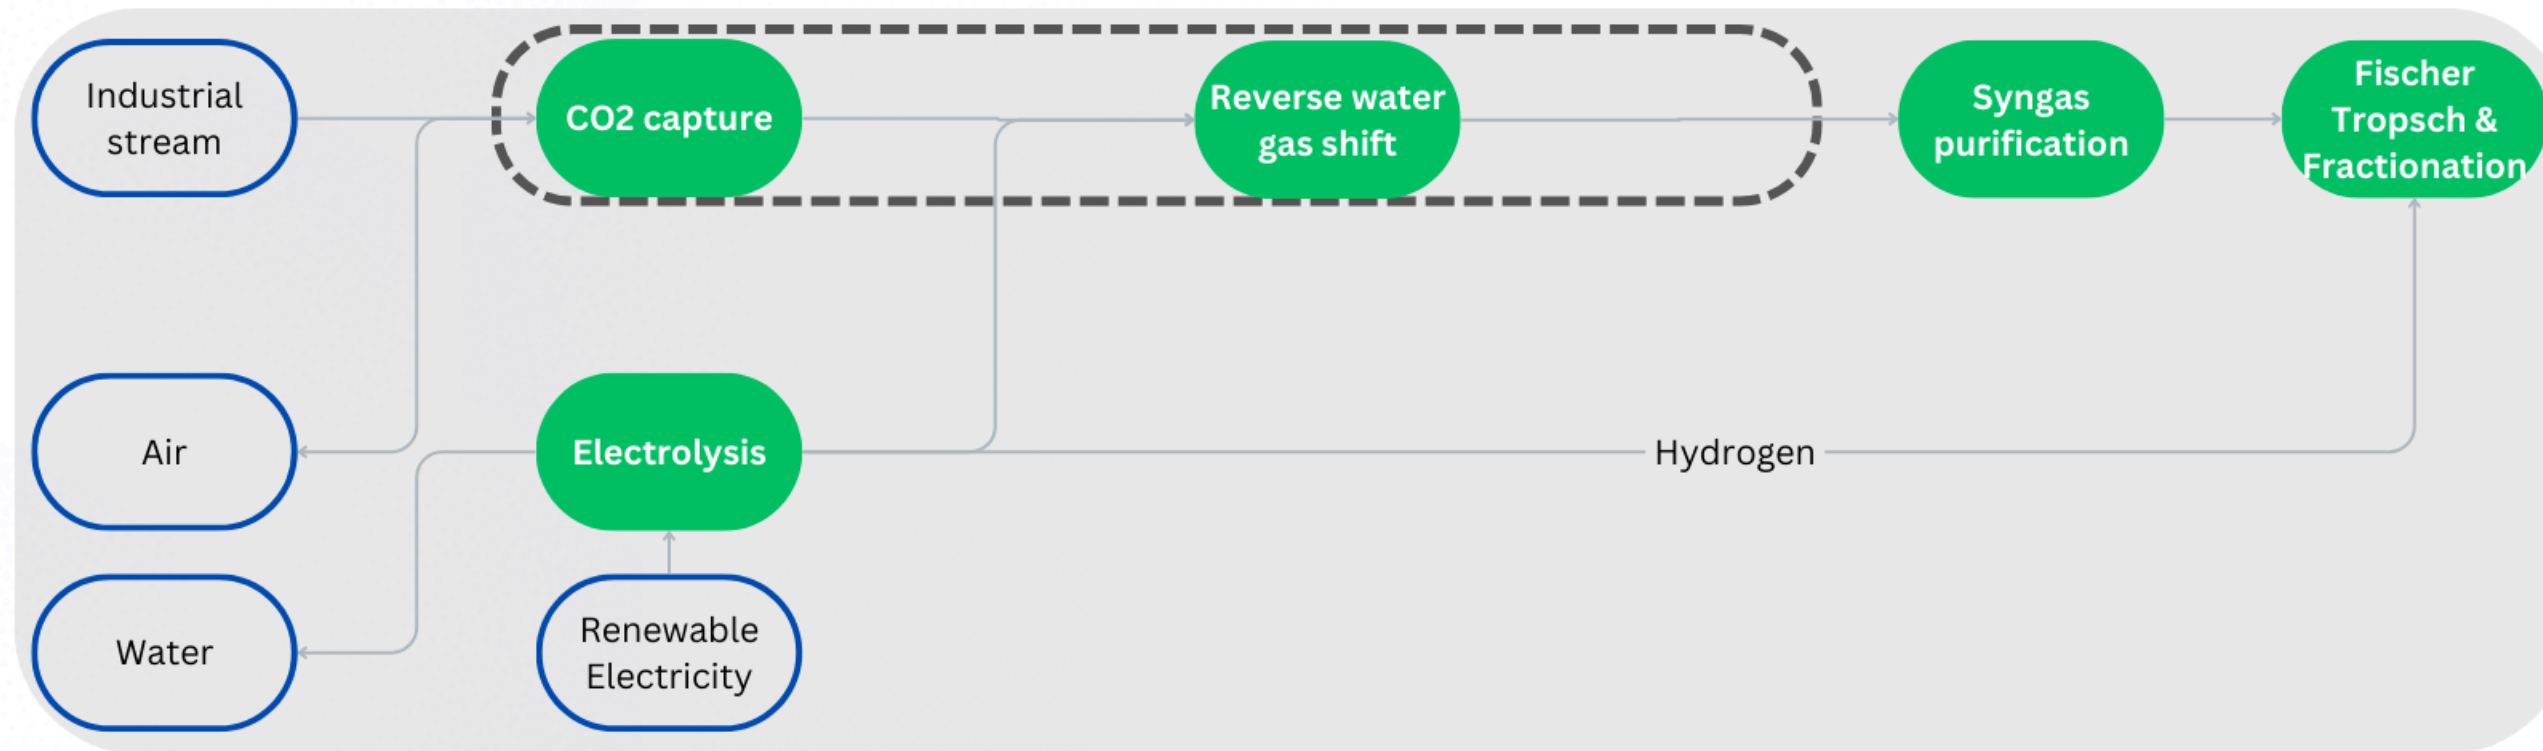 Industrial
stream
CO2 capture
Reverse water
gas shift
Syngas
purification
Fischer
Tropsch &
Fractionation
Air
Electrolysis
Hydrogen
Water
Renewable
Electricity